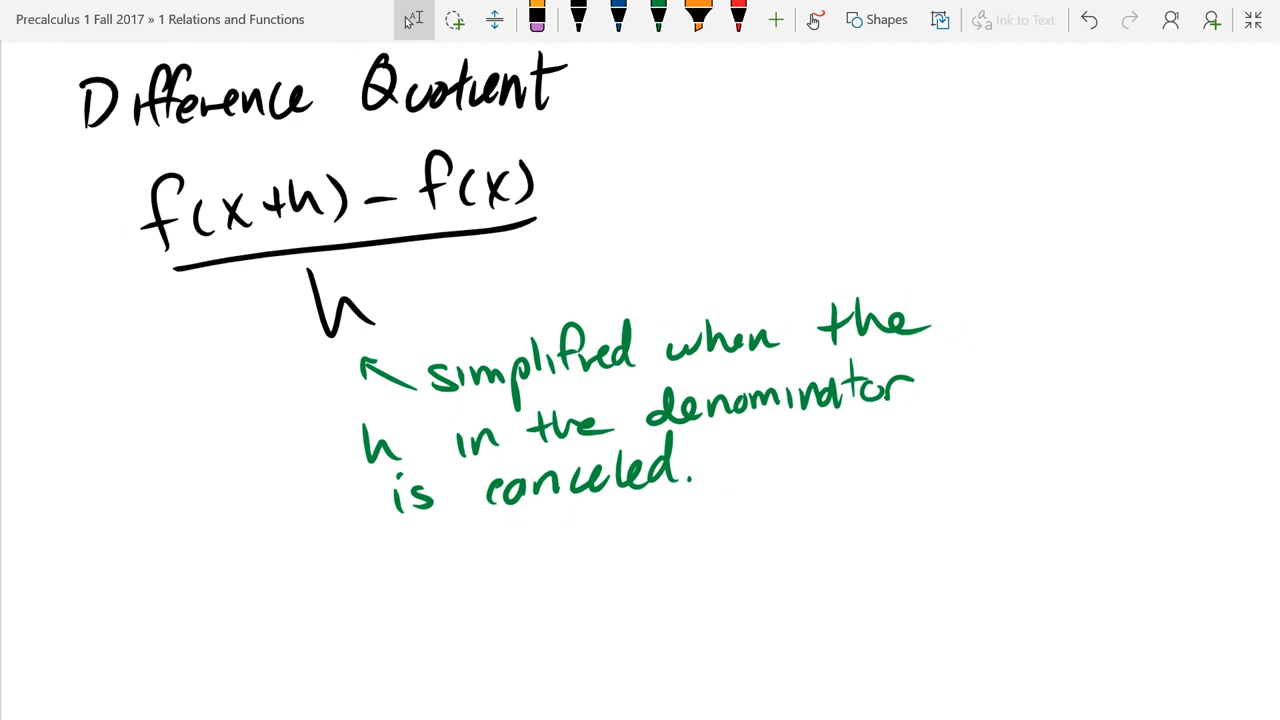 Precalculus 1 Fall 2017 » 1 Relations and Functions
Shapes
Ink to Text
Difference Quotient
f(x+h) - f(x)
h
simplified when the
h in the denominator
is canceled.